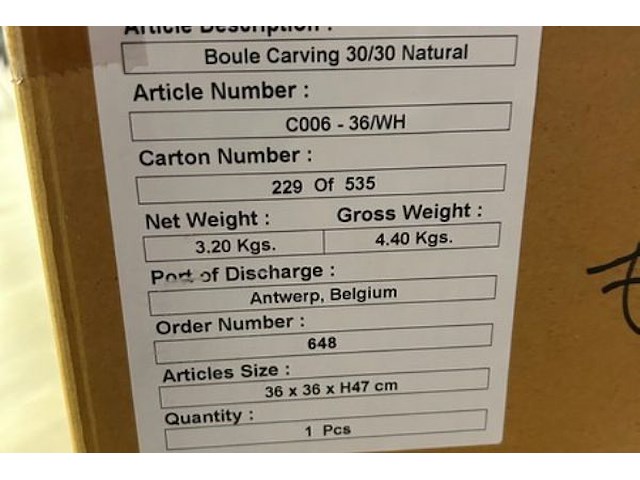 Article Description :
Boule Carving 30/30 Natural
Article Number :
C006 - 36/WH
Carton Number :
229 Of 535
Net Weight : Gross Weight :
3.20 Kgs. 4.40 Kgs.
Port of Discharge :
Antwerp, Belgium
Order Number :
648
Articles Size :
36 x 36 x H47 cm
Quantity :
1 Pcs